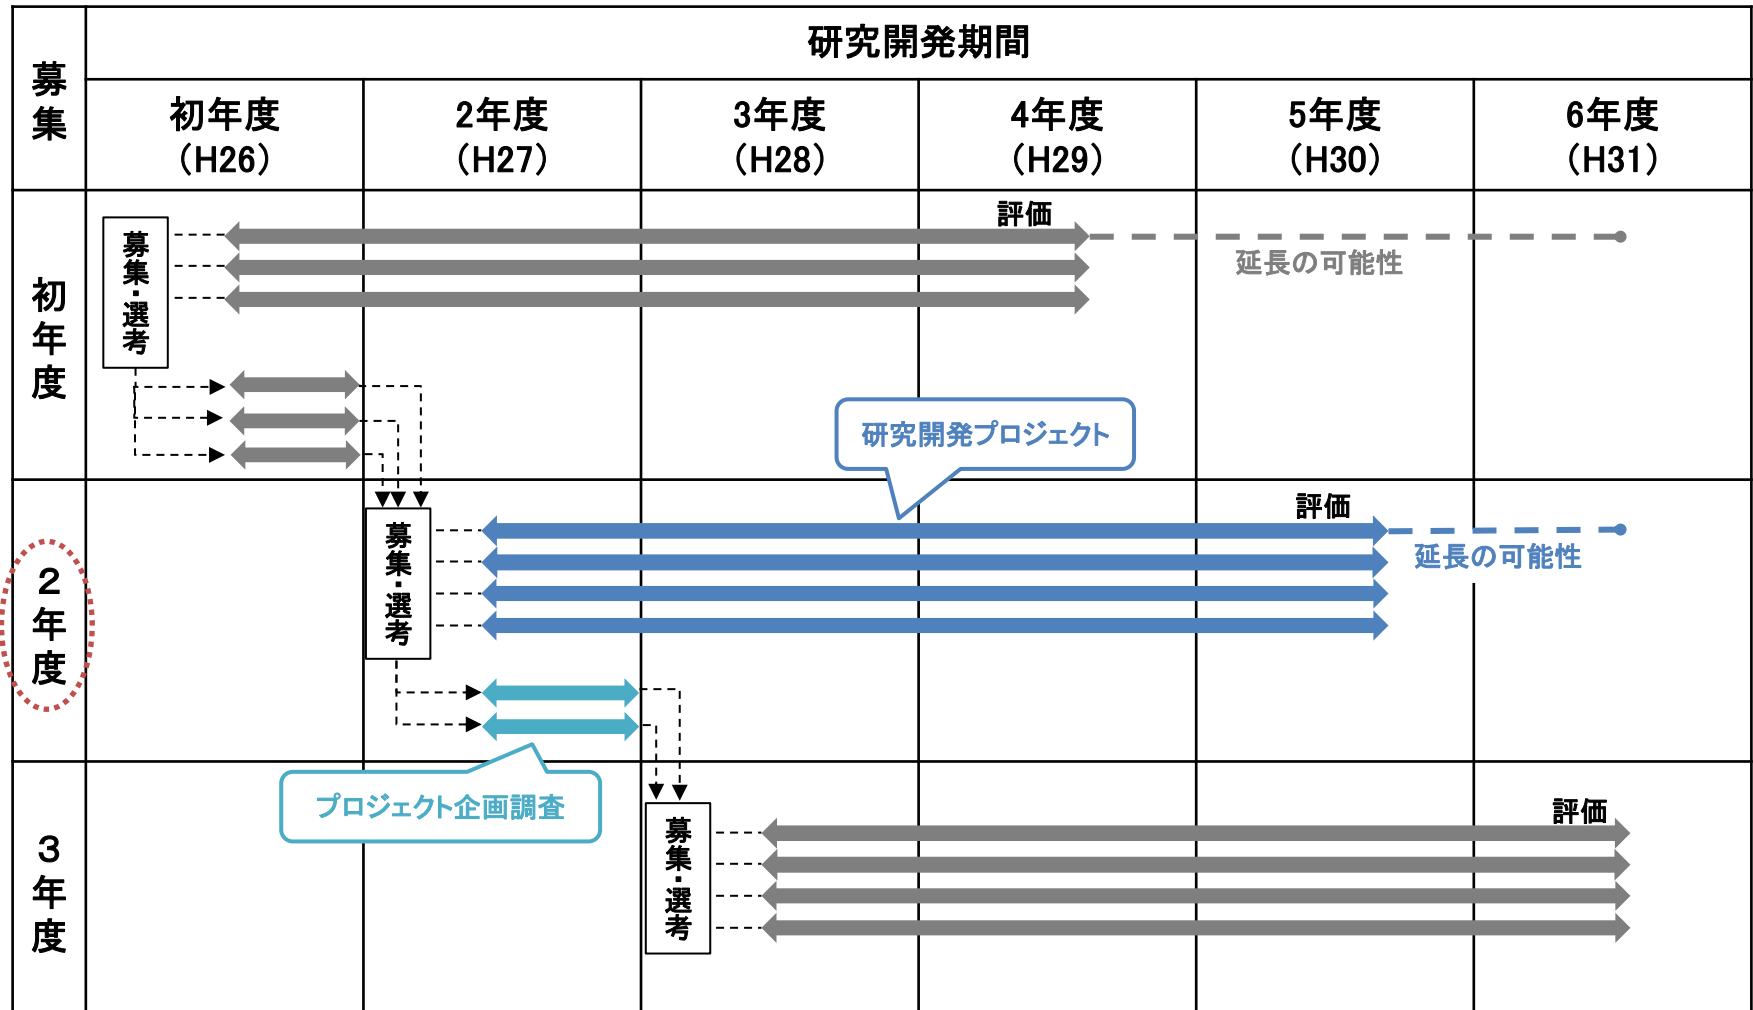 募集
研究開発期間
初年度
（H26）
2年度
（H27）
3年度
（H28）
4年度
（H29）
5年度
（H30）
6年度
（H31）
初年度
募集・選考
評価
延長の可能性
研究開発プロジェクト
２年度
募集・選考
評価
延長の可能性
プロジェクト企画調査
３年度
募集・選考
評価